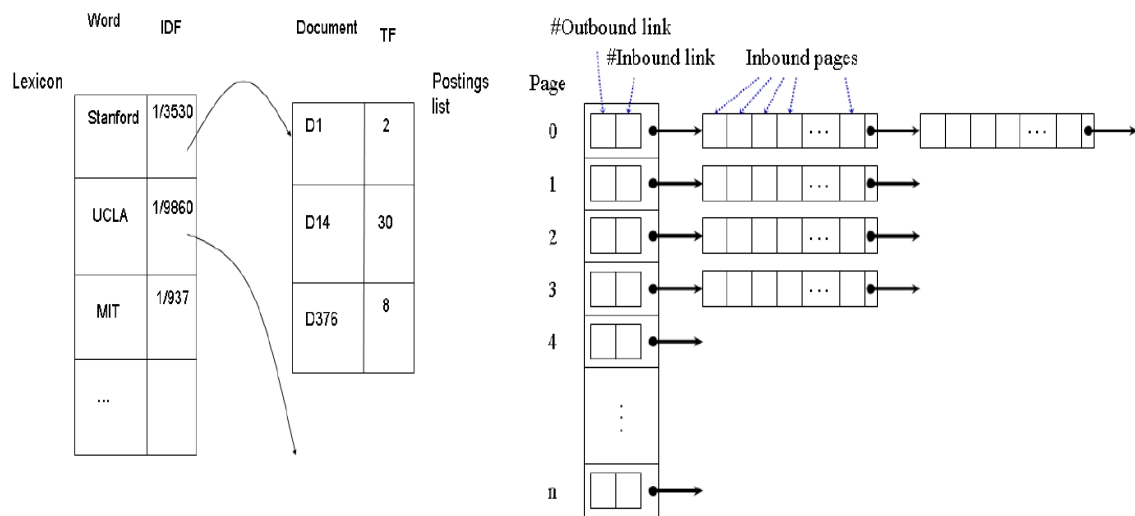 Word IDF
Lexicon
Stanford 1/3530
UCLA 1/9860
MIT 1/937
...
Document TF
Postings
list
D1 2
D14 30
D376 8
#Outbound link
#Inbound link Inbound pages
Page
0 ... ...
1 ...
2 ...
3 ...
4
⋮
n